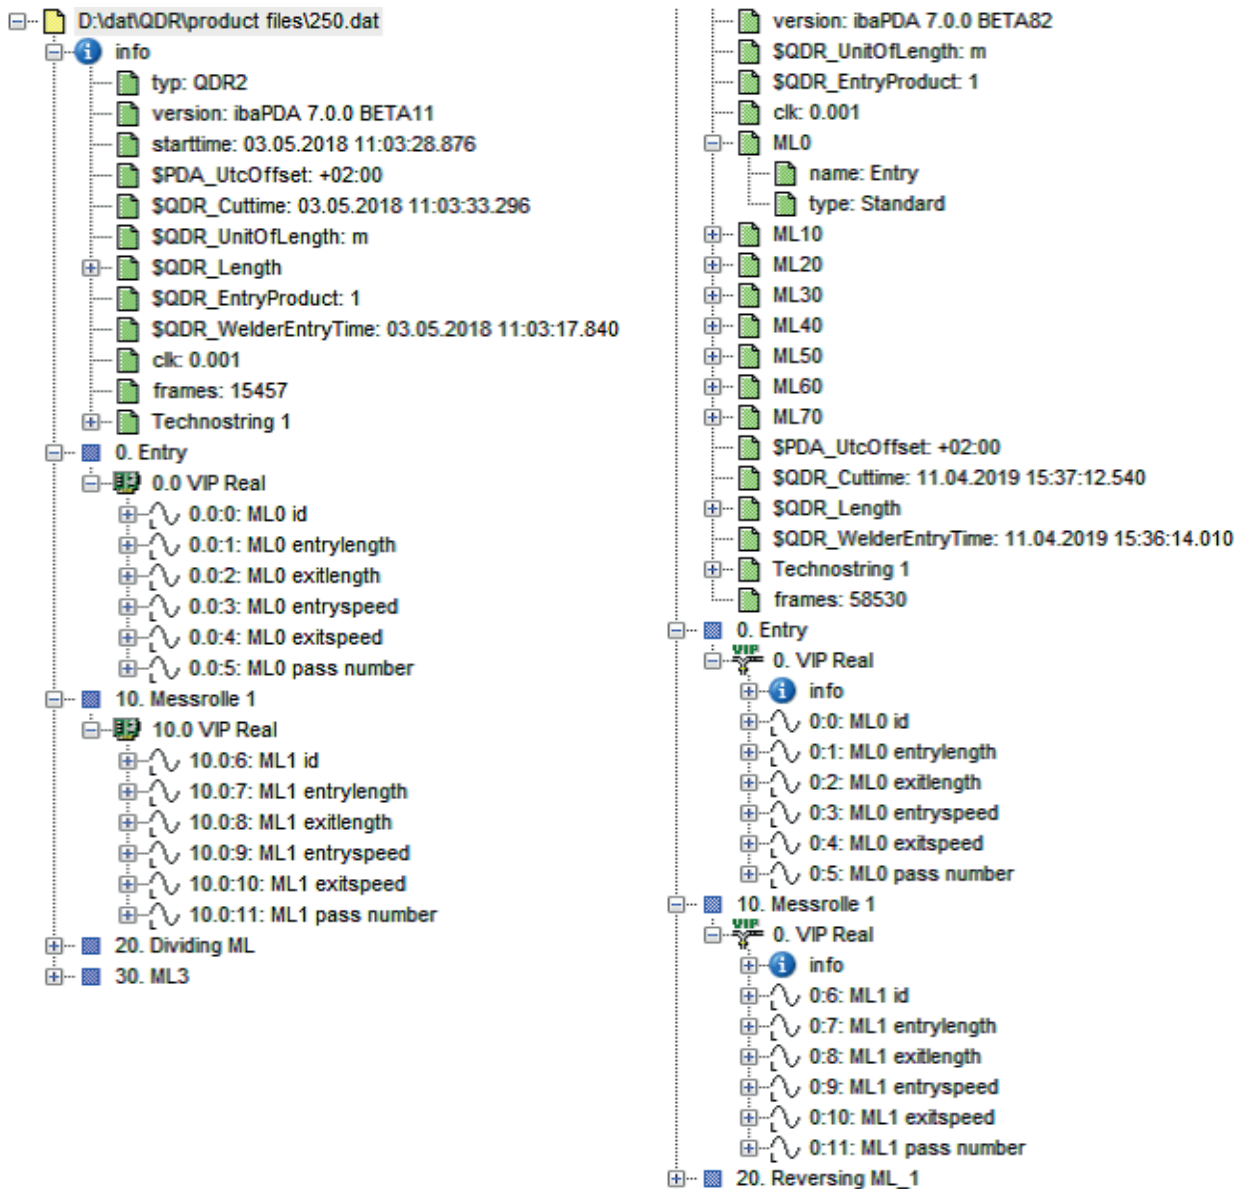 D:\dat\QDR\product files\250.dat
info
typ: QDR2
version: ibaPDA 7.0.0 BETA11
starttime: 03.05.2018 11:03:28.876
$PDA_UtcOffset: +02:00
$QDR_Cuttime: 03.05.2018 11:03:33.296
$QDR_UnitOfLength: m
$QDR_Length
$QDR_EntryProduct: 1
$QDR_WelderEntryTime: 03.05.2018 11:03:17.840
clk: 0.001
frames: 15457
Technostring 1
0. Entry
0.0 VIP Real
0.0:0: ML0 id
0.0:1: ML0 entrylength
0.0:2: ML0 exitlength
0.0:3: ML0 entryspeed
0.0:4: ML0 exitspeed
0.0:5: ML0 pass number
10. Messrolle 1
10.0 VIP Real
10.0:6: ML1 id
10.0:7: ML1 entrylength
10.0:8: ML1 exitlength
10.0:9: ML1 entryspeed
10.0:10: ML1 exitspeed
10.0:11: ML1 pass number
20. Dividing ML
30. ML3
version: ibaPDA 7.0.0 BETA82
$QDR_UnitOfLength: m
$QDR_EntryProduct: 1
clk: 0.001
ML0
name: Entry
type: Standard
ML10
ML20
ML30
ML40
ML50
ML60
ML70
$PDA_UtcOffset: +02:00
$QDR_Cuttime: 11.04.2019 15:37:12.540
$QDR_Length
$QDR_WelderEntryTime: 11.04.2019 15:36:14.010
Technostring 1
frames: 58530
0. Entry
VIP
0. VIP Real
info
0:0: ML0 id
0:1: ML0 entrylength
0:2: ML0 exitlength
0:3: ML0 entryspeed
0:4: ML0 exitspeed
0:5: ML0 pass number
10. Messrolle 1
VIP
0. VIP Real
info
0:6: ML1 id
0:7: ML1 entrylength
0:8: ML1 exitlength
0:9: ML1 entryspeed
0:10: ML1 exitspeed
0:11: ML1 pass number
20. Reversing ML_1